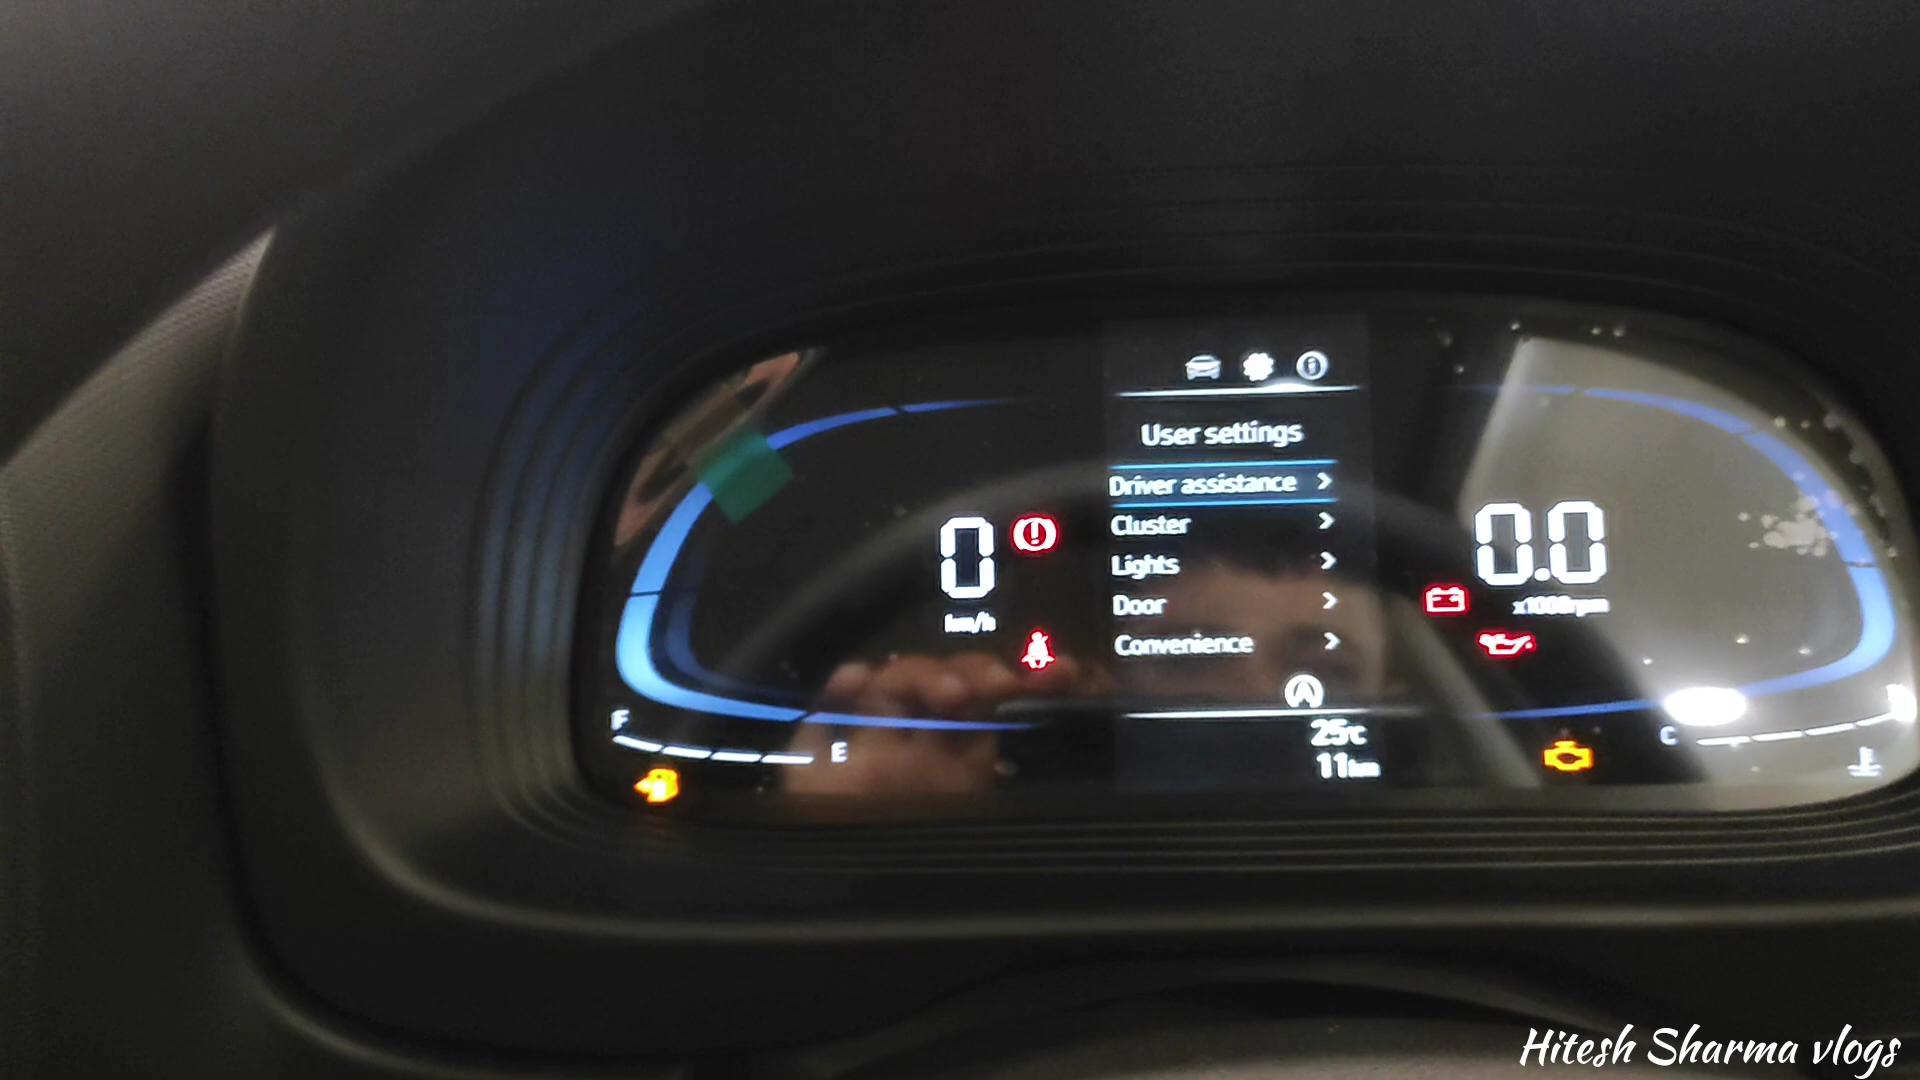 User settings
Driver assistance
Cluster
Lights
Door
Convenience
0
km/h
0.0
x1000rpm
A
25°C
11km
F
E
C
Hitesh Sharma vlogs